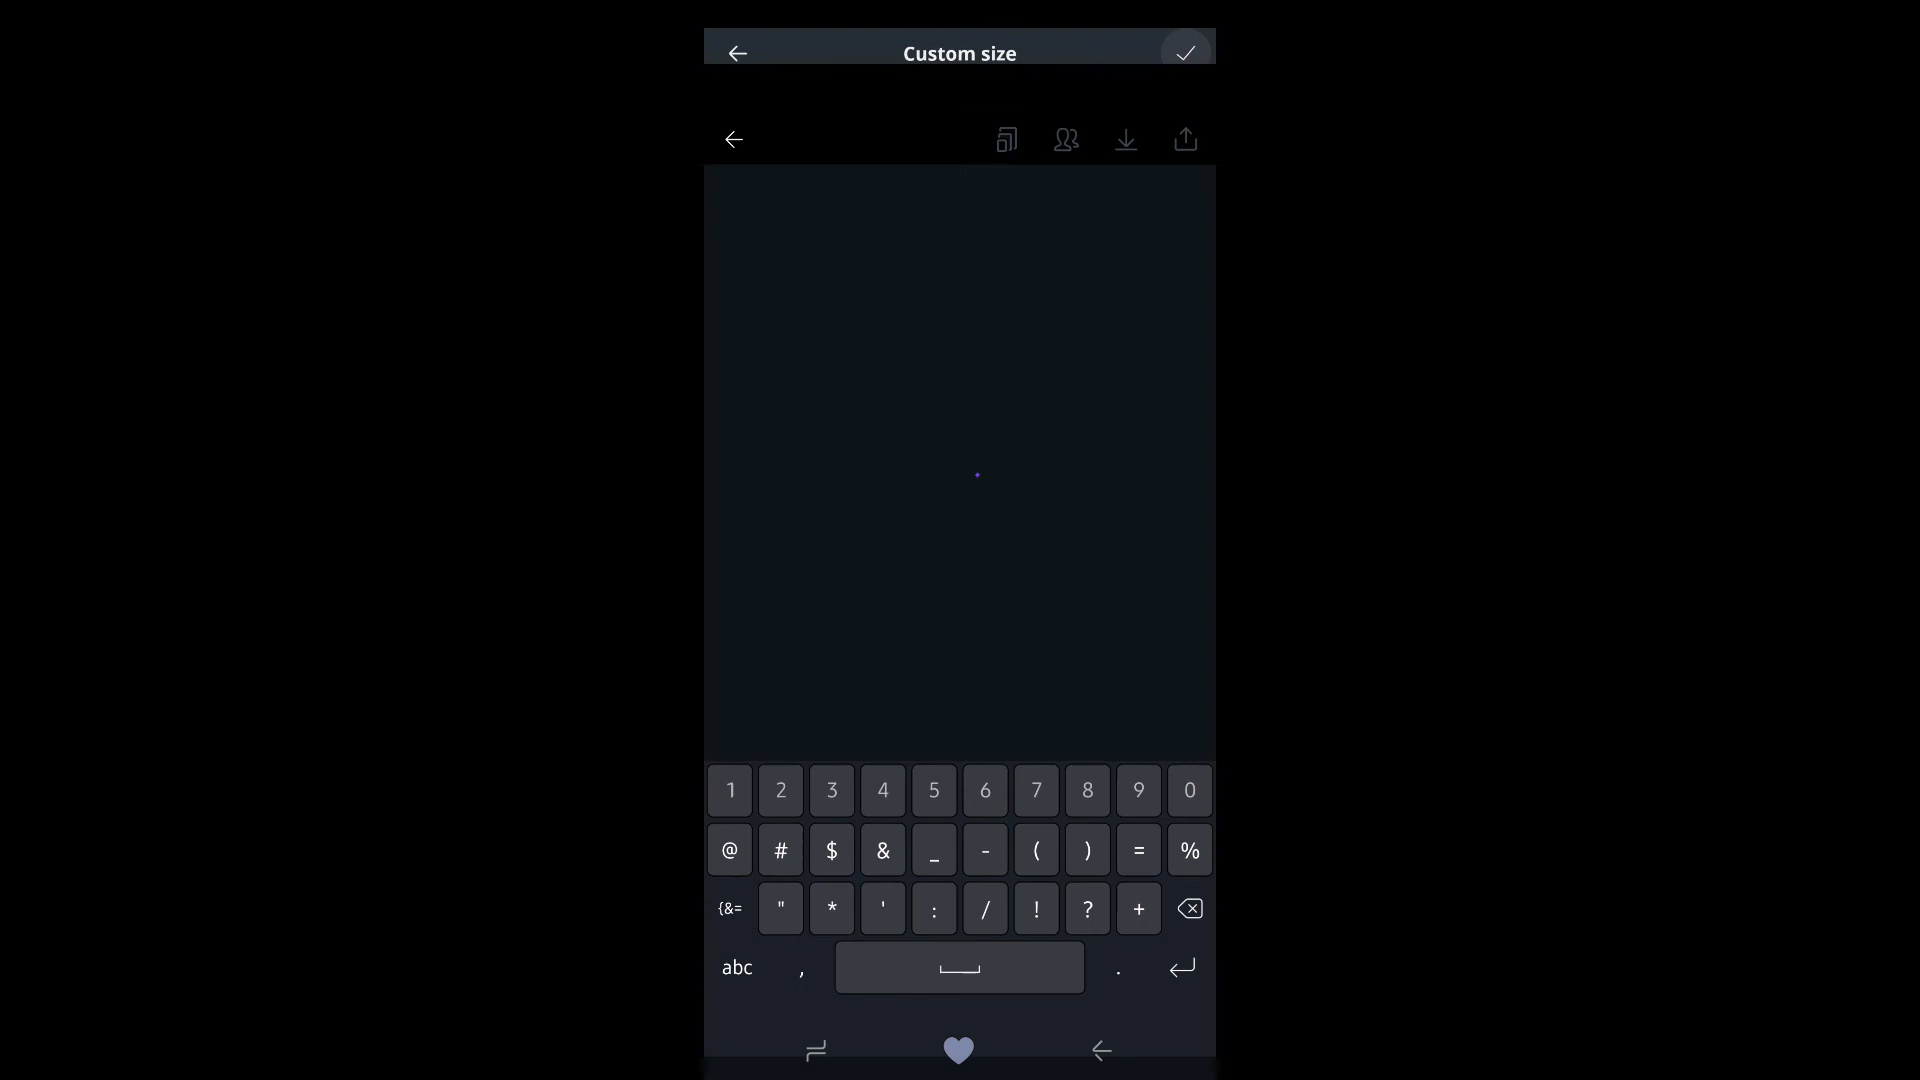 Custom size
1 2 3 4 5 6 7 8 9 0
@ # $ & _ - ( ) = %
{&= " * ' : / ! ? +
abc , .